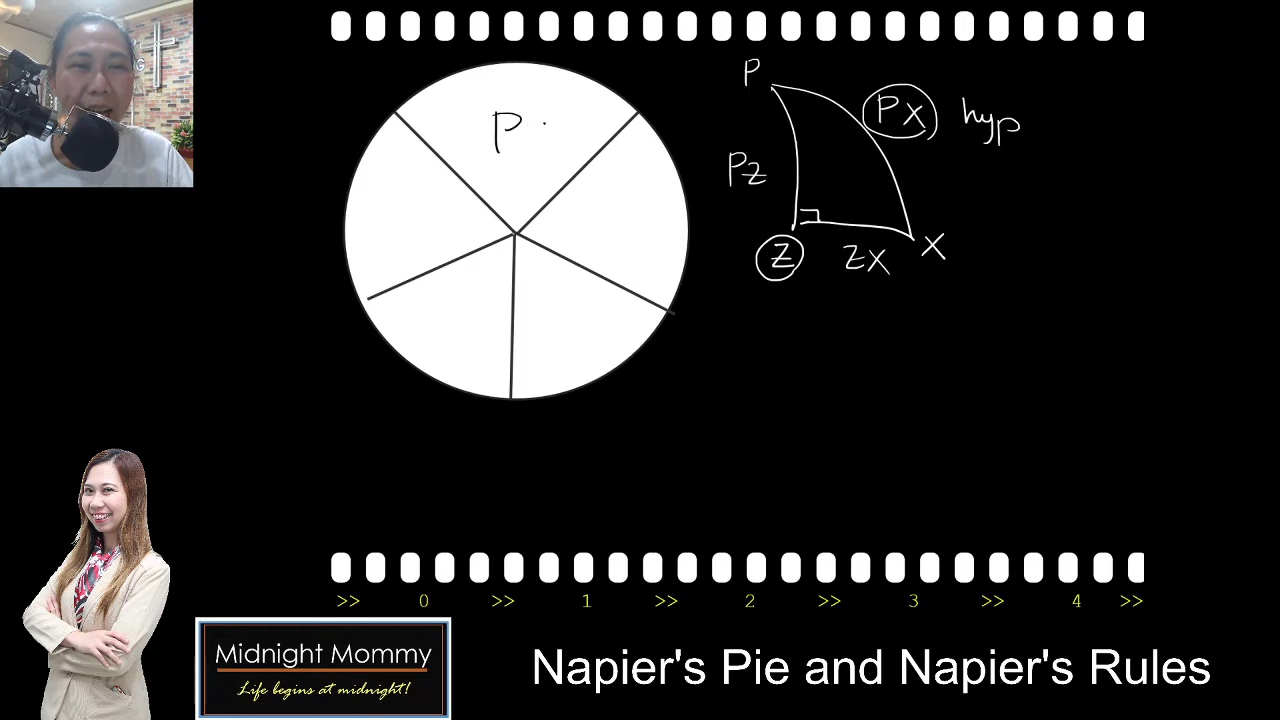 P
P
PX
hyp
PZ
Z
ZX
X
>> 0 >> 1 >> 2 >> 3 >> 4 >>
Midnight Mommy
Life begins at midnight!
Napier's Pie and Napier's Rules